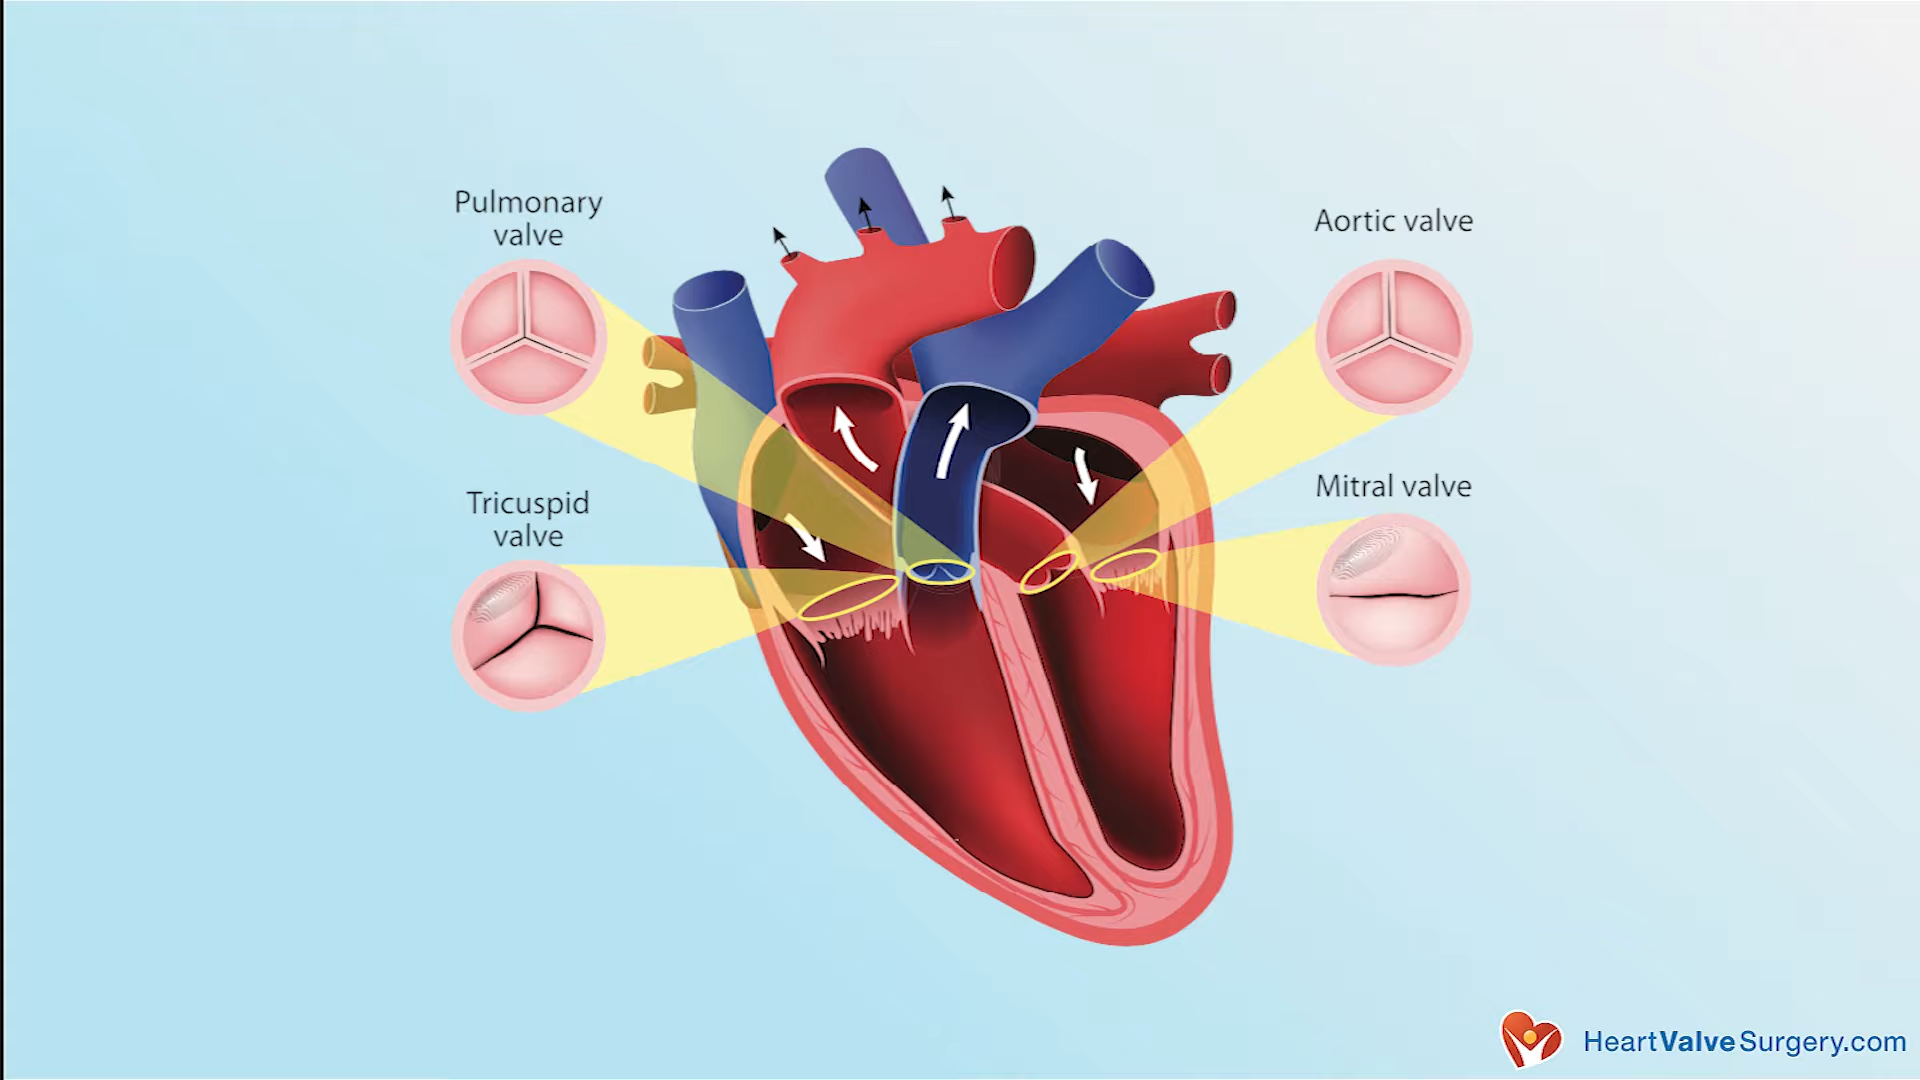 Pulmonary
valve
Aortic valve
Tricuspid
valve
Mitral valve
HeartValveSurgery.com